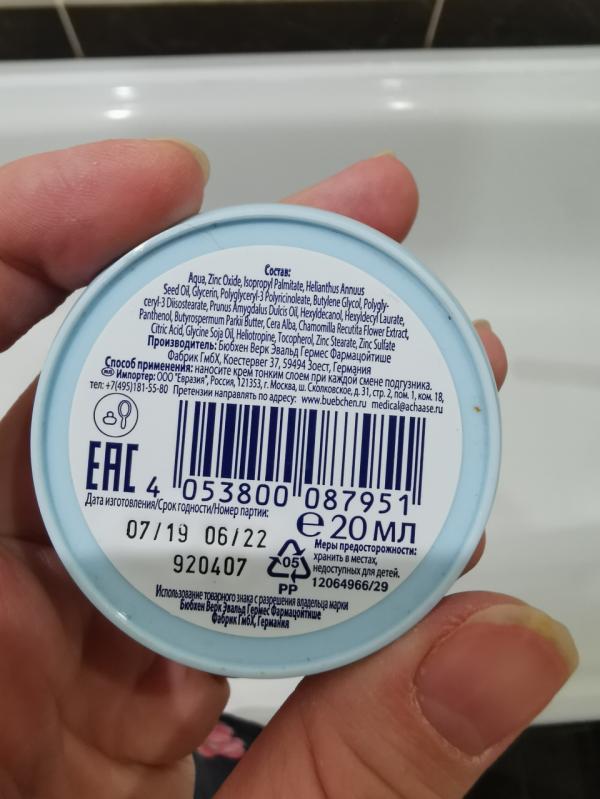 Состав:
Aqua, Zinc Oxide, Isopropyl Palmitate, Helianthus Annuus
Seed Oil, Glycerin, Polyglyceryl-3 Polyricinoleate, Butylene Glycol, Polygly-
ceryl-3 Diisostearate, Prunus Amygdalus Dulcis Oil, Hexyldecanol, Hexyldecyl Laurate,
Panthenol, Butyrospermum Parkii Butter, Cera Alba, Chamomilla Recutita Flower Extract,
Citric Acid, Glycine Soja Oil, Heliotropine, Tocopherol, Zinc Stearate, Zinc Sulfate
Производитель: Бюбхен Верк Эвальд Гермес Фармацойтише
Фабрик ГмбХ, Коестервег 37, 59494 Зоест, Германия
Способ применения: наносите крем тонким слоем при каждой смене подгузника.
RUS Импортер: ООО "Евразия", Россия, 121353, г. Москва, ш. Сколковское, д. 31, стр. 2, пом. 1, ком. 18,
тел: +7(495)181-55-80 Претензии направлять по адресу: www.buebchen.ru medical@achaase.ru
EAC
4 053800 087951
Дата изготовления/Срок годности/Номер партии:
07/19 06/22
920407
℮ 20 МЛ
05
PP
Меры предосторожности:
хранить в местах,
недоступных для детей.
12064966/29
Использование товарного знака с разрешения владельца марки
Бюбхен Верк Эвальд Гермес Фармацойтише
Фабрик ГмбХ, Германия